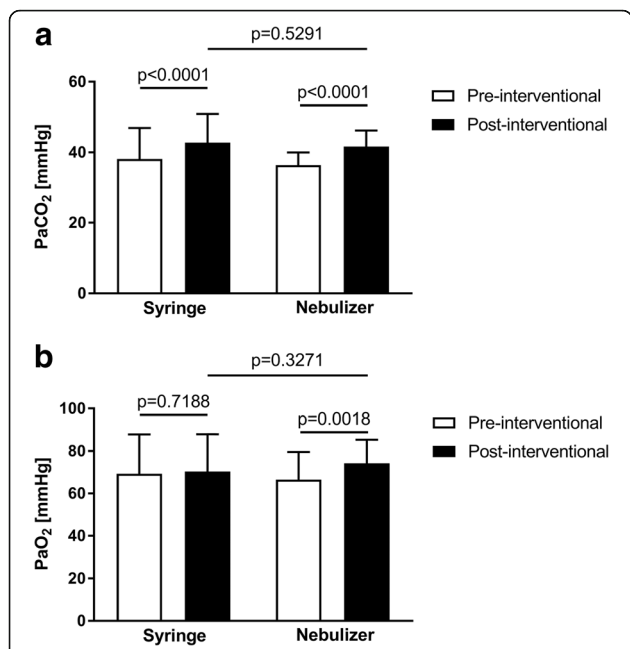 a
p=0.5291
p<0.0001
p<0.0001
60
40
20
0
PaCO₂ [mmHg]
Syringe
Nebulizer
Pre-interventional
Post-interventional
b
p=0.3271
p=0.7188
p=0.0018
100
80
60
40
20
0
PaO₂ [mmHg]
Syringe
Nebulizer
Pre-interventional
Post-interventional